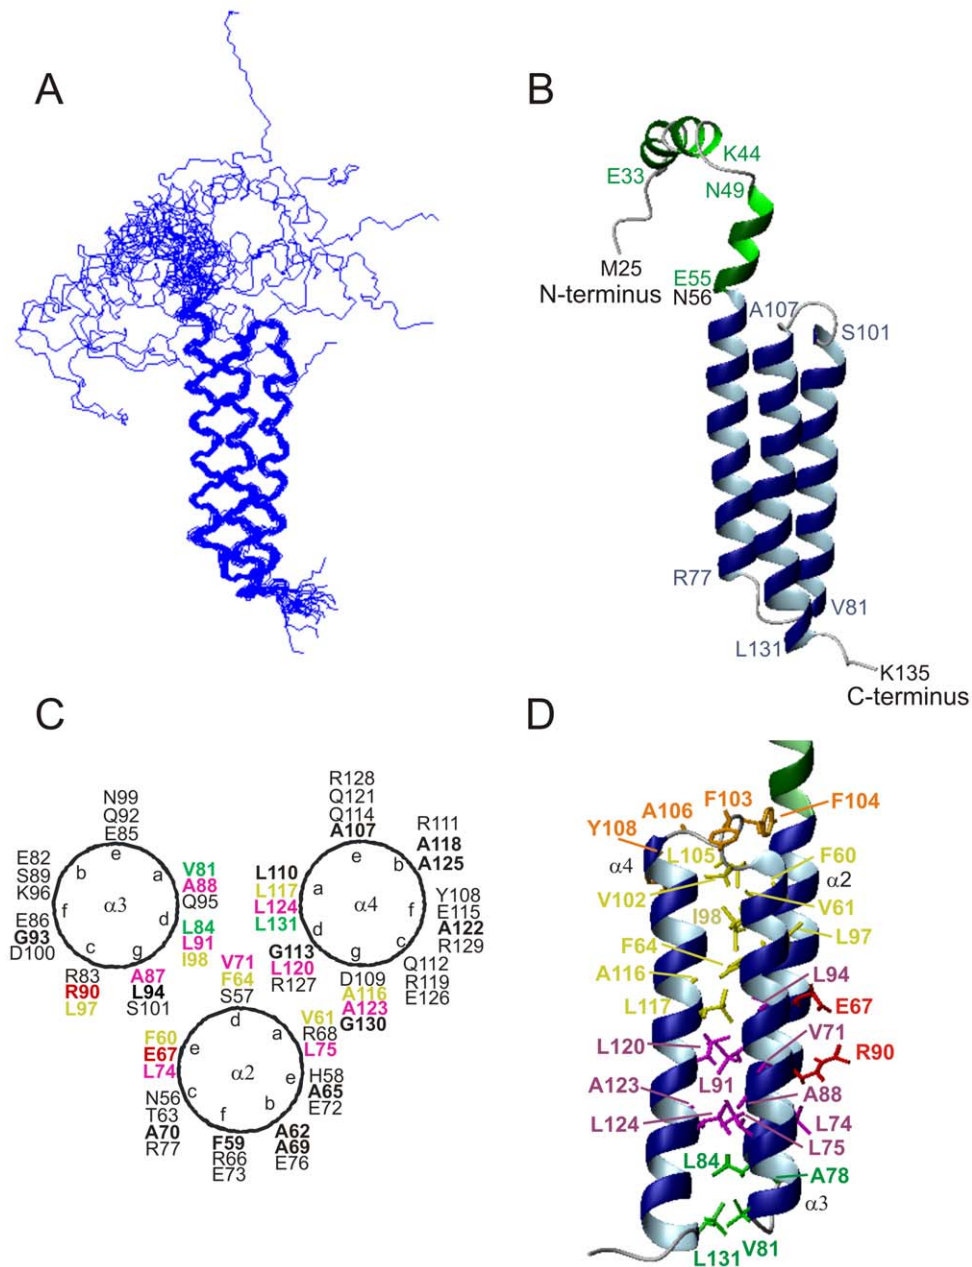 A
B
K44
E33
N49
M25
N-terminus
E55
N56
A107
S101
R77
V81
L131
K135
C-terminus
C
N99
Q92
E85
E82
S89
K96
E86
G93
D100
R83
R90
L97
A87
L94
S101
V81
A88
Q95
L84
L91
I98
e
b
a
f
α3
d
c
g
R128
Q121
Q114
A107
R111
A118
A125
L110
L117
L124
L131
Y108
E115
A122
R129
G113
L120
R127
D109
A116
A123
G130
Q112
R119
E126
e
b
a
α4
f
d
c
g
V71
F64
S57
V61
R68
L75
F60
E67
L74
H58
A65
E72
N56
T63
A70
R77
F59
R66
E73
A62
A69
E76
d
a
e
α2
e
c
b
f
D
F103
A106
F104
Y108
L105
F60
α4
α2
V102
V61
I98
F64
L97
A116
L94
L117
E67
V71
L120
R90
L91
A123
A88
L124
L74
L75
L84
A78
α3
V81
L131